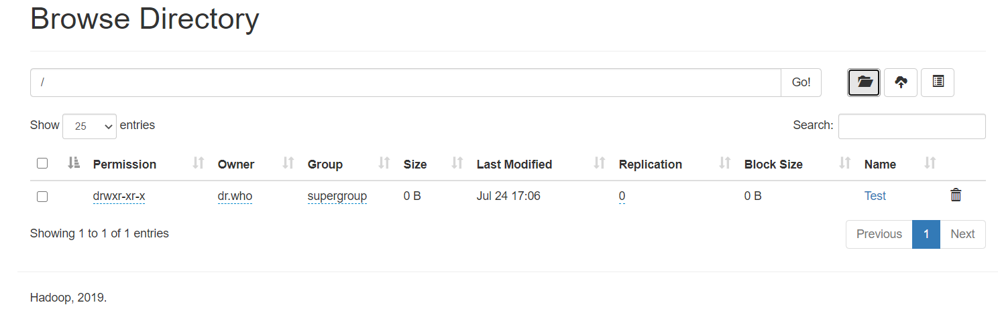 Browse Directory
/ Go!
Show 25 entries Search:
Permission Owner Group Size Last Modified Replication Block Size Name
drwxr-xr-x dr.who supergroup 0 B Jul 24 17:06 0 0 B Test
Showing 1 to 1 of 1 entries Previous 1 Next
Hadoop, 2019.